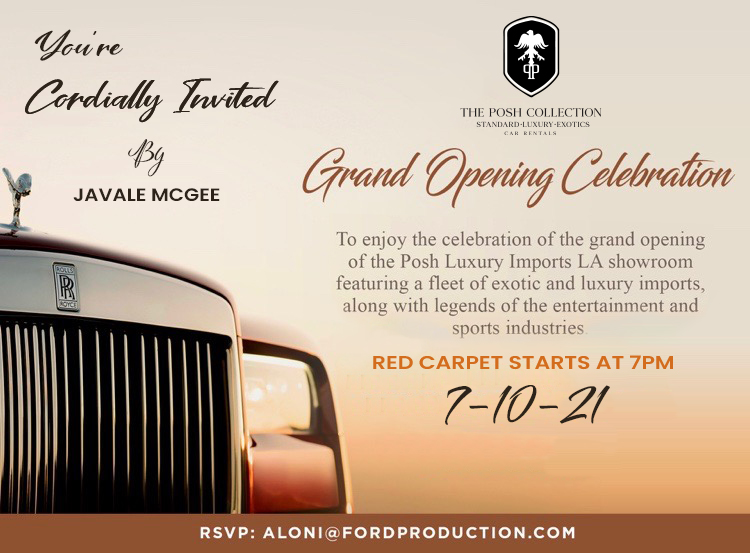 You're
Cordially Invited
By
JAVALE MCGEE
THE POSH COLLECTION
STANDARD•LUXURY•EXOTICS
CAR RENTALS
Grand Opening Celebration
To enjoy the celebration of the grand opening
of the Posh Luxury Imports LA showroom
featuring a fleet of exotic and luxury imports,
along with legends of the entertainment and
sports industries
RED CARPET STARTS AT 7PM
7-10-21
ROLLS
RR
ROYCE
RSVP: ALONI@FORDPRODUCTION.COM